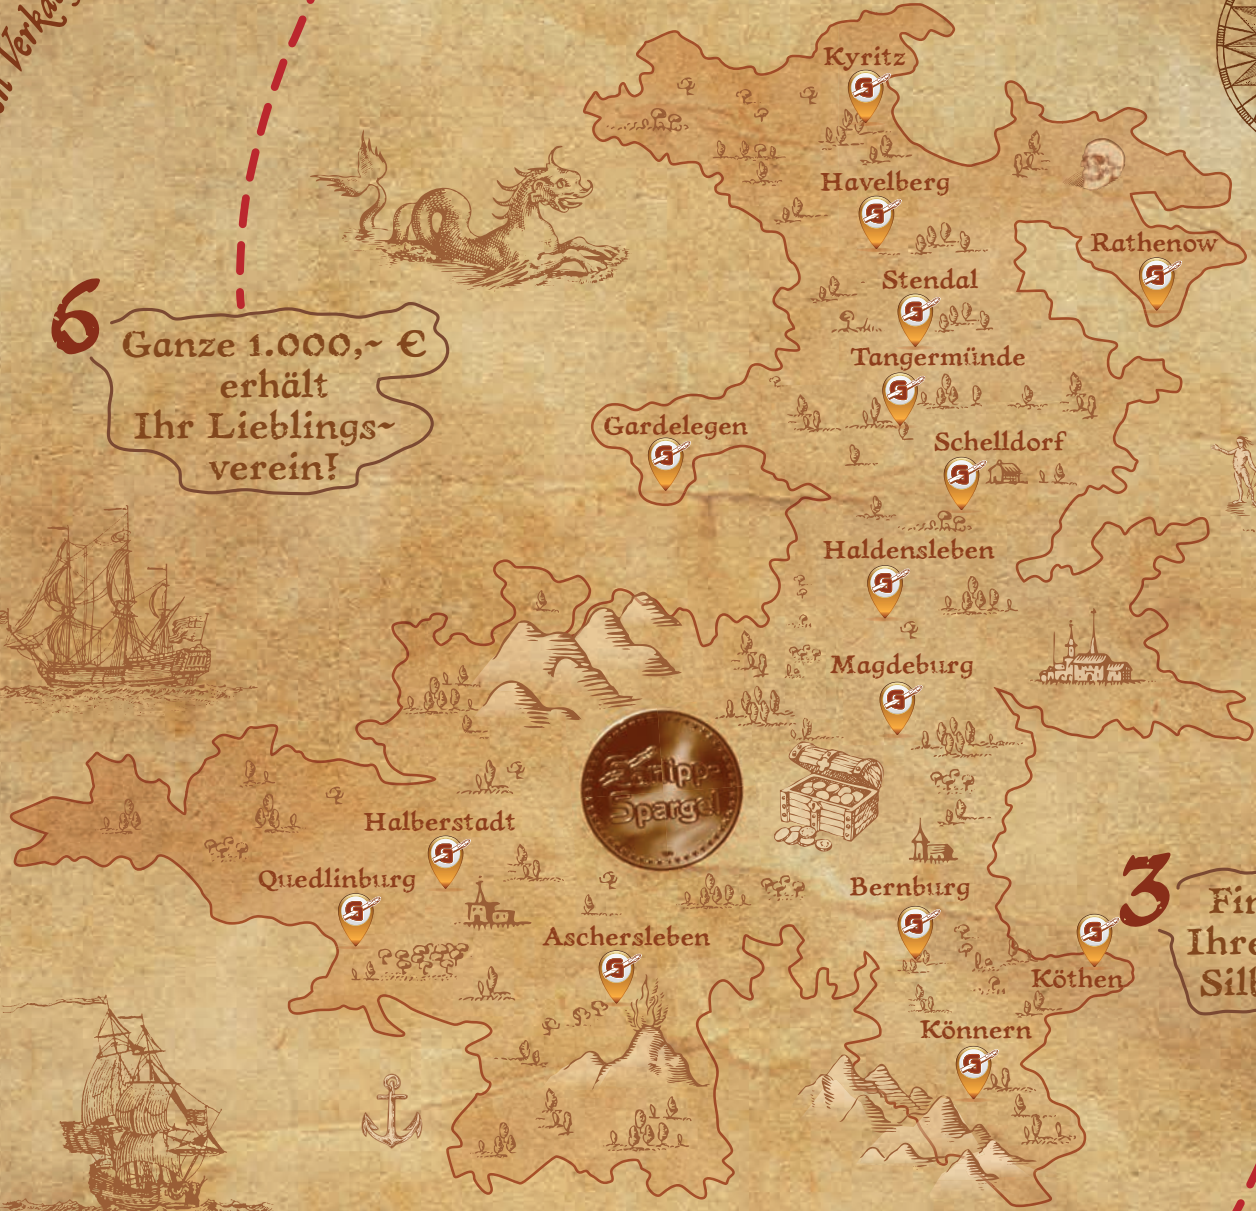 Kyritz
Havelberg
Rathenow
Stendal
6
Ganze 1.000,~ €
erhält
Ihr Lieblings~
verein!
Tangermünde
Gardelegen
Schelldorf
Haldensleben
Magdeburg
Spargel
Halberstadt
Quedlinburg
Bernburg
3
Ihre
Aschersleben
Köthen
Könnern